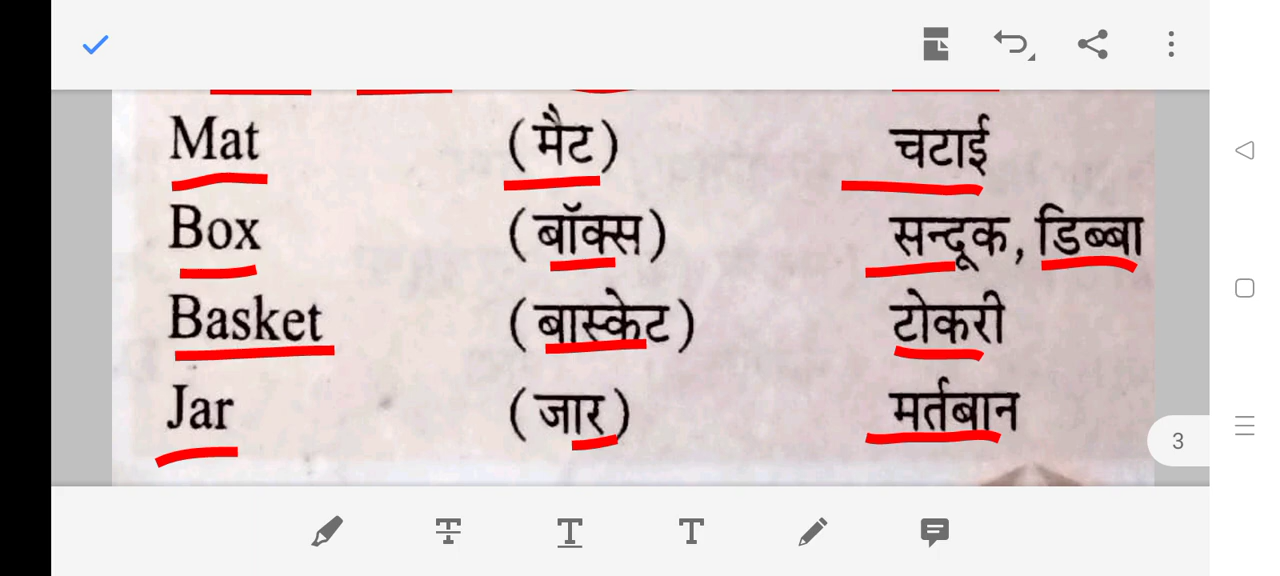 Mat (मैट) चटाई
Box (बॉक्स) सन्दूक, डिब्बा
Basket (बास्केट) टोकरी
Jar (जार) मर्तबान
3